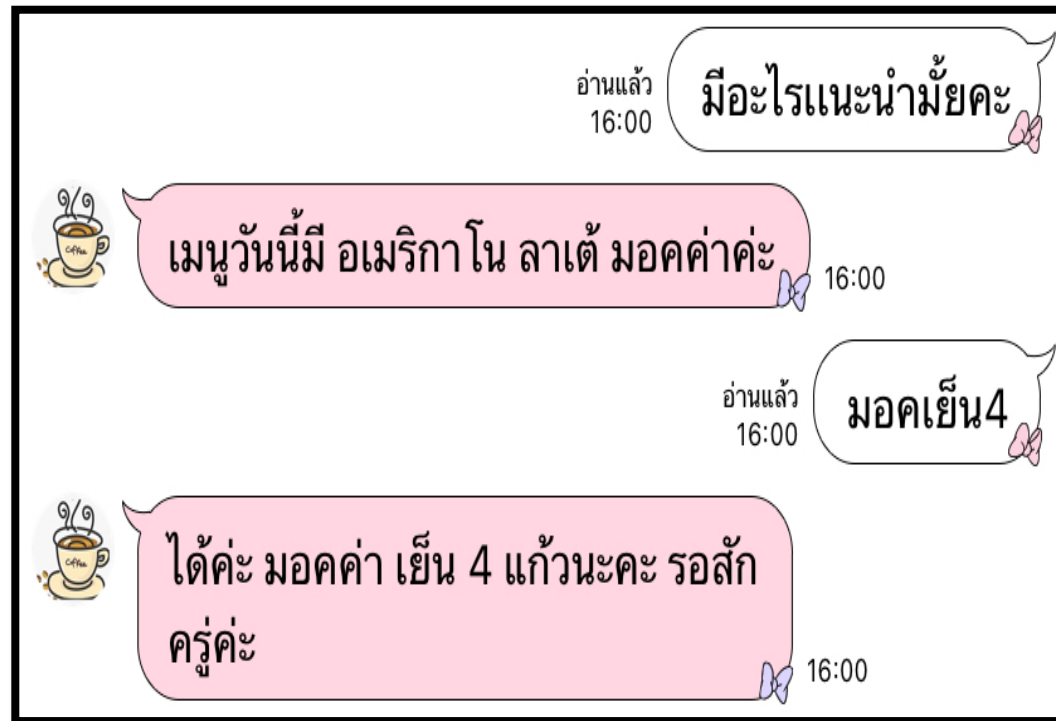 มีอะไรแนะนำมั้ยคะ
อ่านแล้ว
16:00
เมนูวันนี้มี อเมริกาโน ลาเต้ มอคค่าค่ะ
16:00
มอคเย็น4
อ่านแล้ว
16:00
ได้ค่ะ มอคค่า เย็น 4 แก้วนะคะ รอสัก
ครู่ค่ะ
16:00
Coffee
Coffee